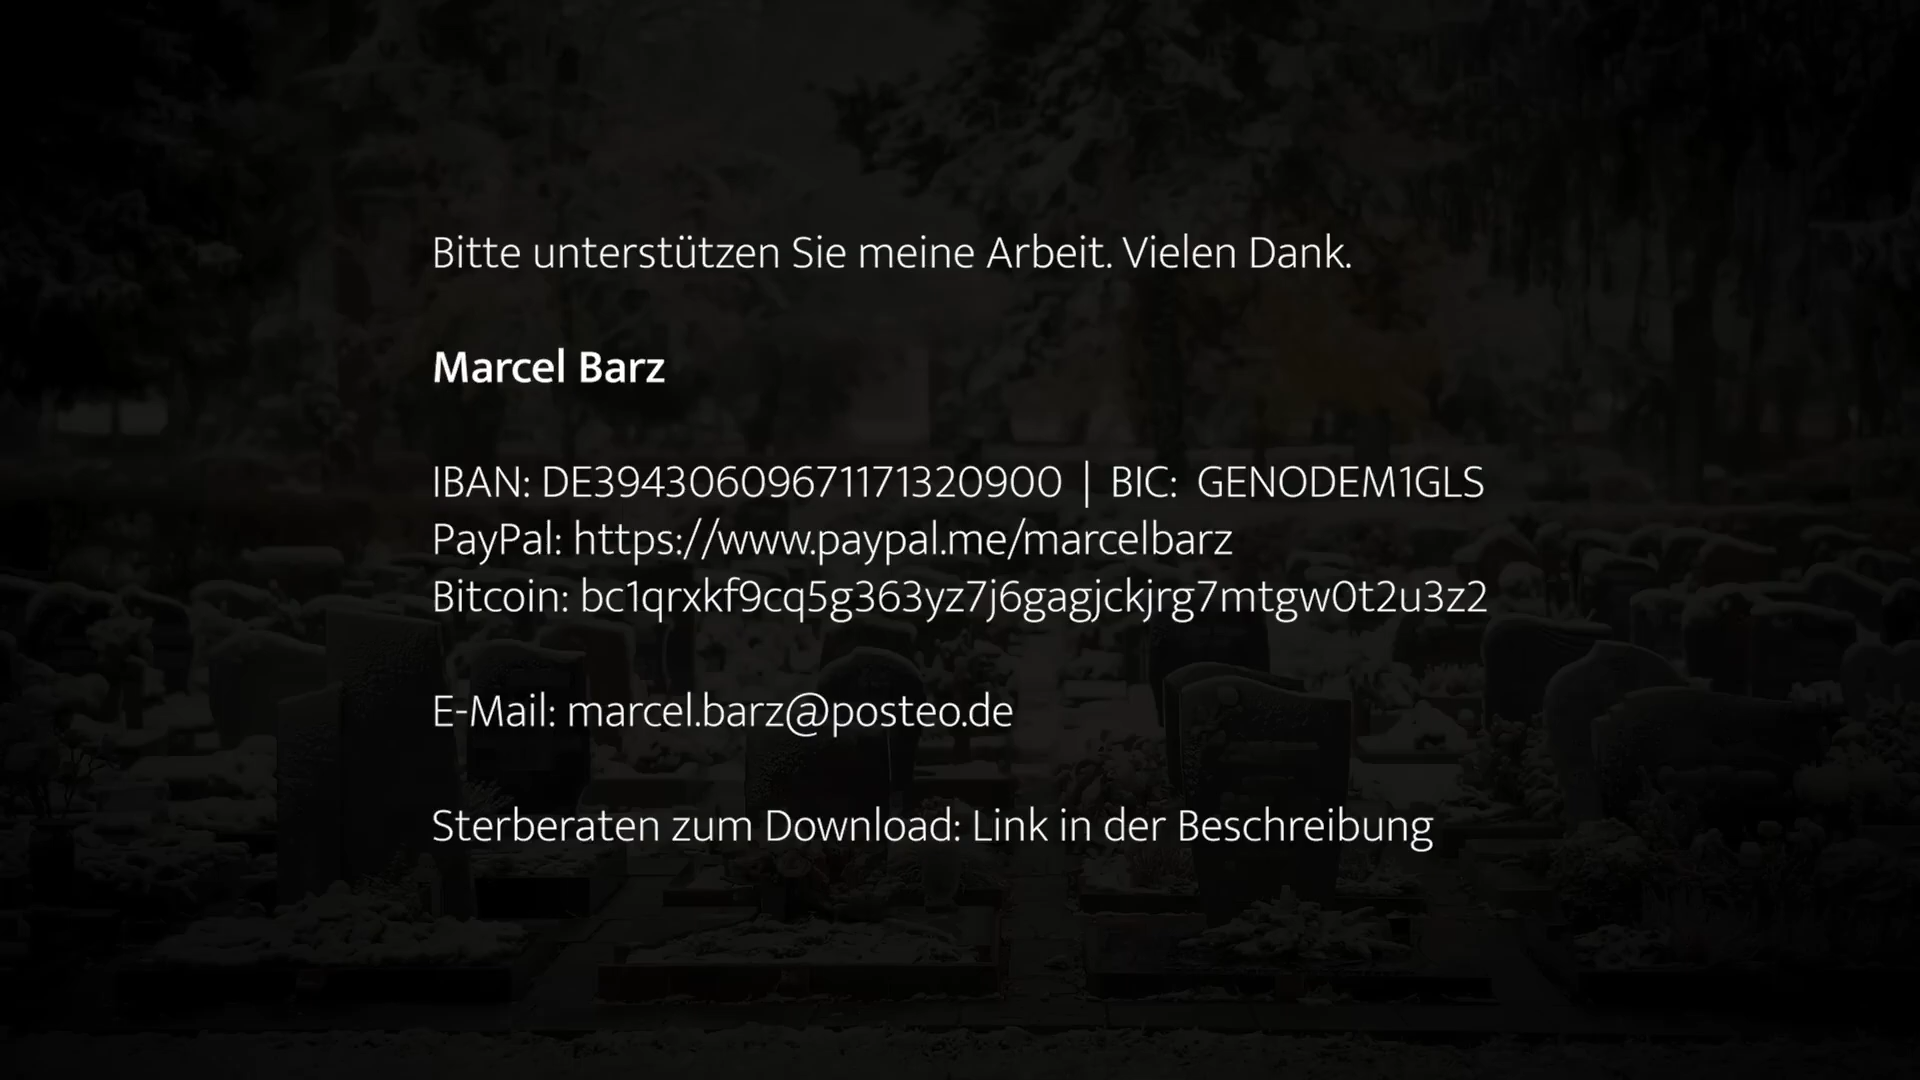 Bitte unterstützen Sie meine Arbeit. Vielen Dank.
Marcel Barz
IBAN: DE39430609671171320900 | BIC: GENODEM1GLS
PayPal: https://www.paypal.me/marcelbarz
Bitcoin: bc1qrxkf9cq5g363yz7j6gagjckjrg7mtgw0t2u3z2
E-Mail: marcel.barz@posteo.de
Sterberaten zum Download: Link in der Beschreibung